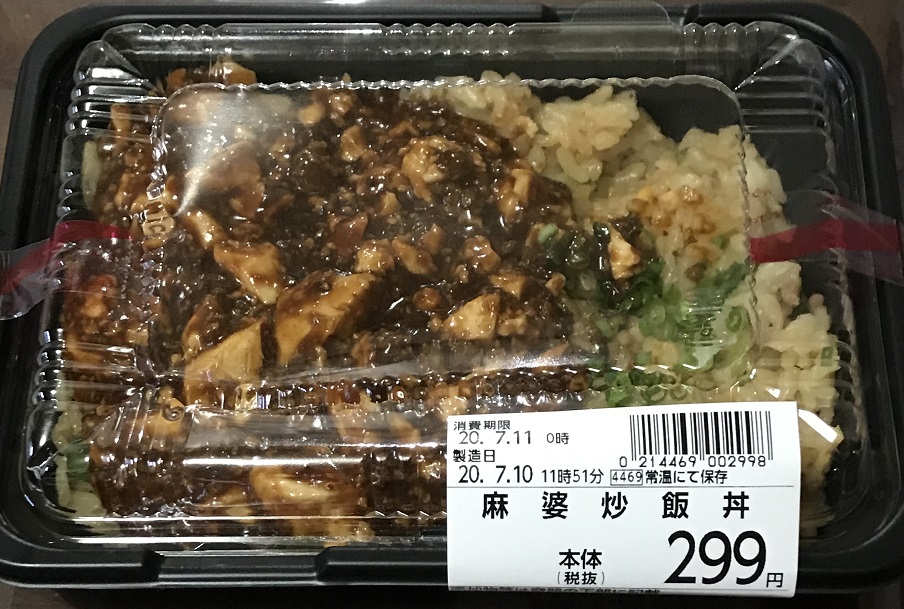 消費期限
20. 7.11 0時
製造日
20. 7.10 11時51分 4469 常温にて保存
0 214469 002998
麻婆炒飯丼
本体
(税抜)
299円